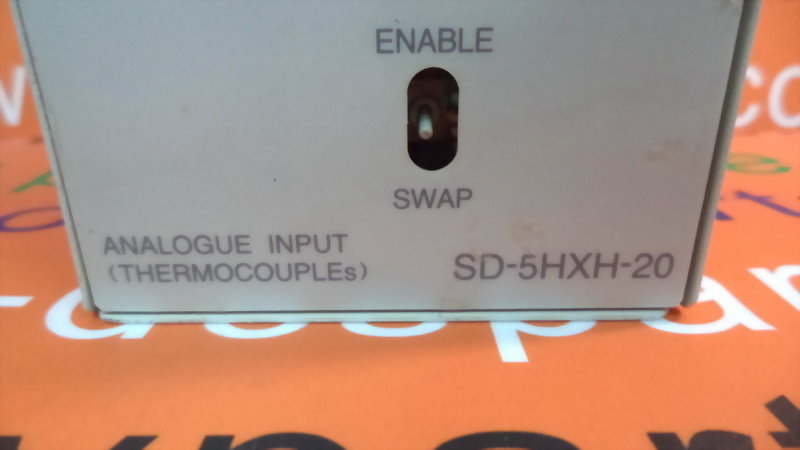 ENABLE
SWAP
ANALOGUE INPUT
(THERMOCOUPLEs)
SD-5HXH-20